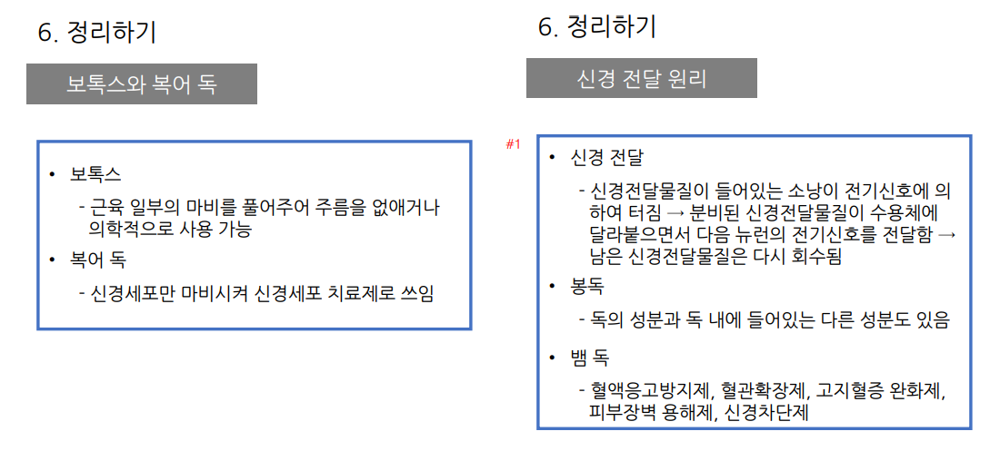 6. 정리하기
보톡스와 복어 독
• 보톡스
- 근육 일부의 마비를 풀어주어 주름을 없애거나
의학적으로 사용 가능
• 복어 독
- 신경세포만 마비시켜 신경세포 치료제로 쓰임
6. 정리하기
신경 전달 원리
#1
• 신경 전달
- 신경전달물질이 들어있는 소낭이 전기신호에 의
하여 터짐 → 분비된 신경전달물질이 수용체에
달라붙으면서 다음 뉴런의 전기신호를 전달함 →
남은 신경전달물질은 다시 회수됨
• 봉독
- 독의 성분과 독 내에 들어있는 다른 성분도 있음
• 뱀 독
- 혈액응고방지제, 혈관확장제, 고지혈증 완화제,
피부장벽 용해제, 신경차단제